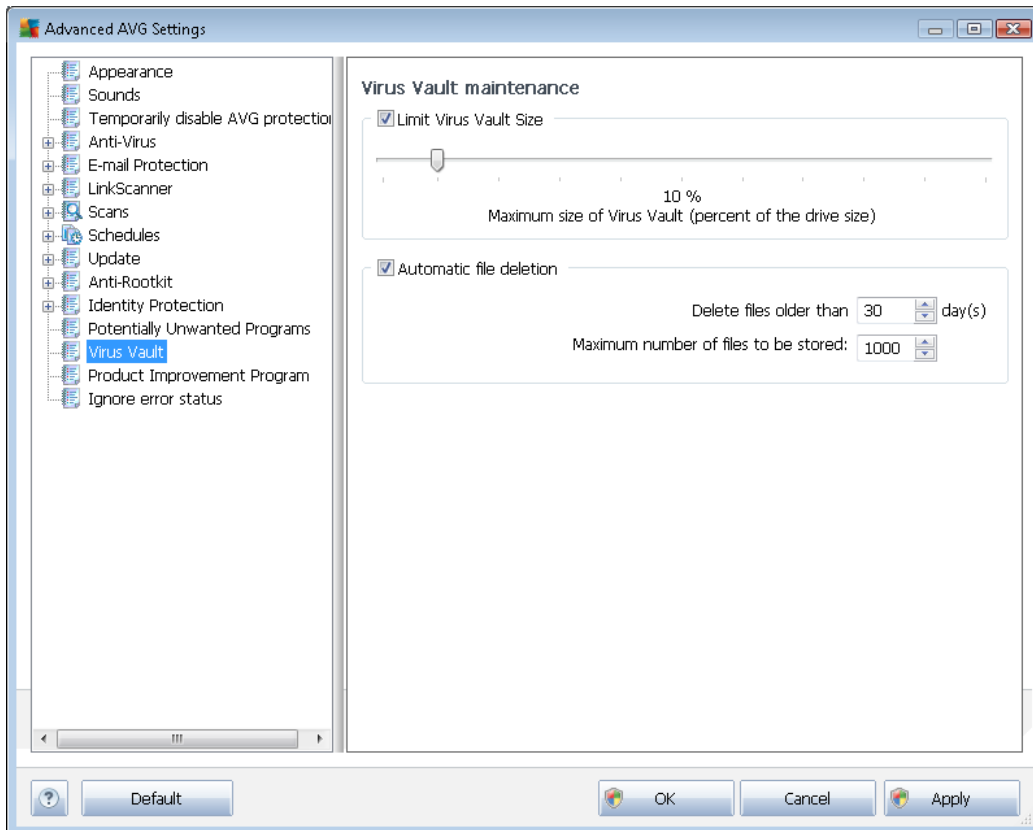 Advanced AVG Settings
Appearance
Sounds
Temporarily disable AVG protection
Anti-Virus
E-mail Protection
LinkScanner
Scans
Schedules
Update
Anti-Rootkit
Identity Protection
Potentially Unwanted Programs
Virus Vault
Product Improvement Program
Ignore error status
Virus Vault maintenance
Limit Virus Vault Size
10 %
Maximum size of Virus Vault (percent of the drive size)
Automatic file deletion
Delete files older than 30 day(s)
Maximum number of files to be stored: 1000
? Default OK Cancel Apply